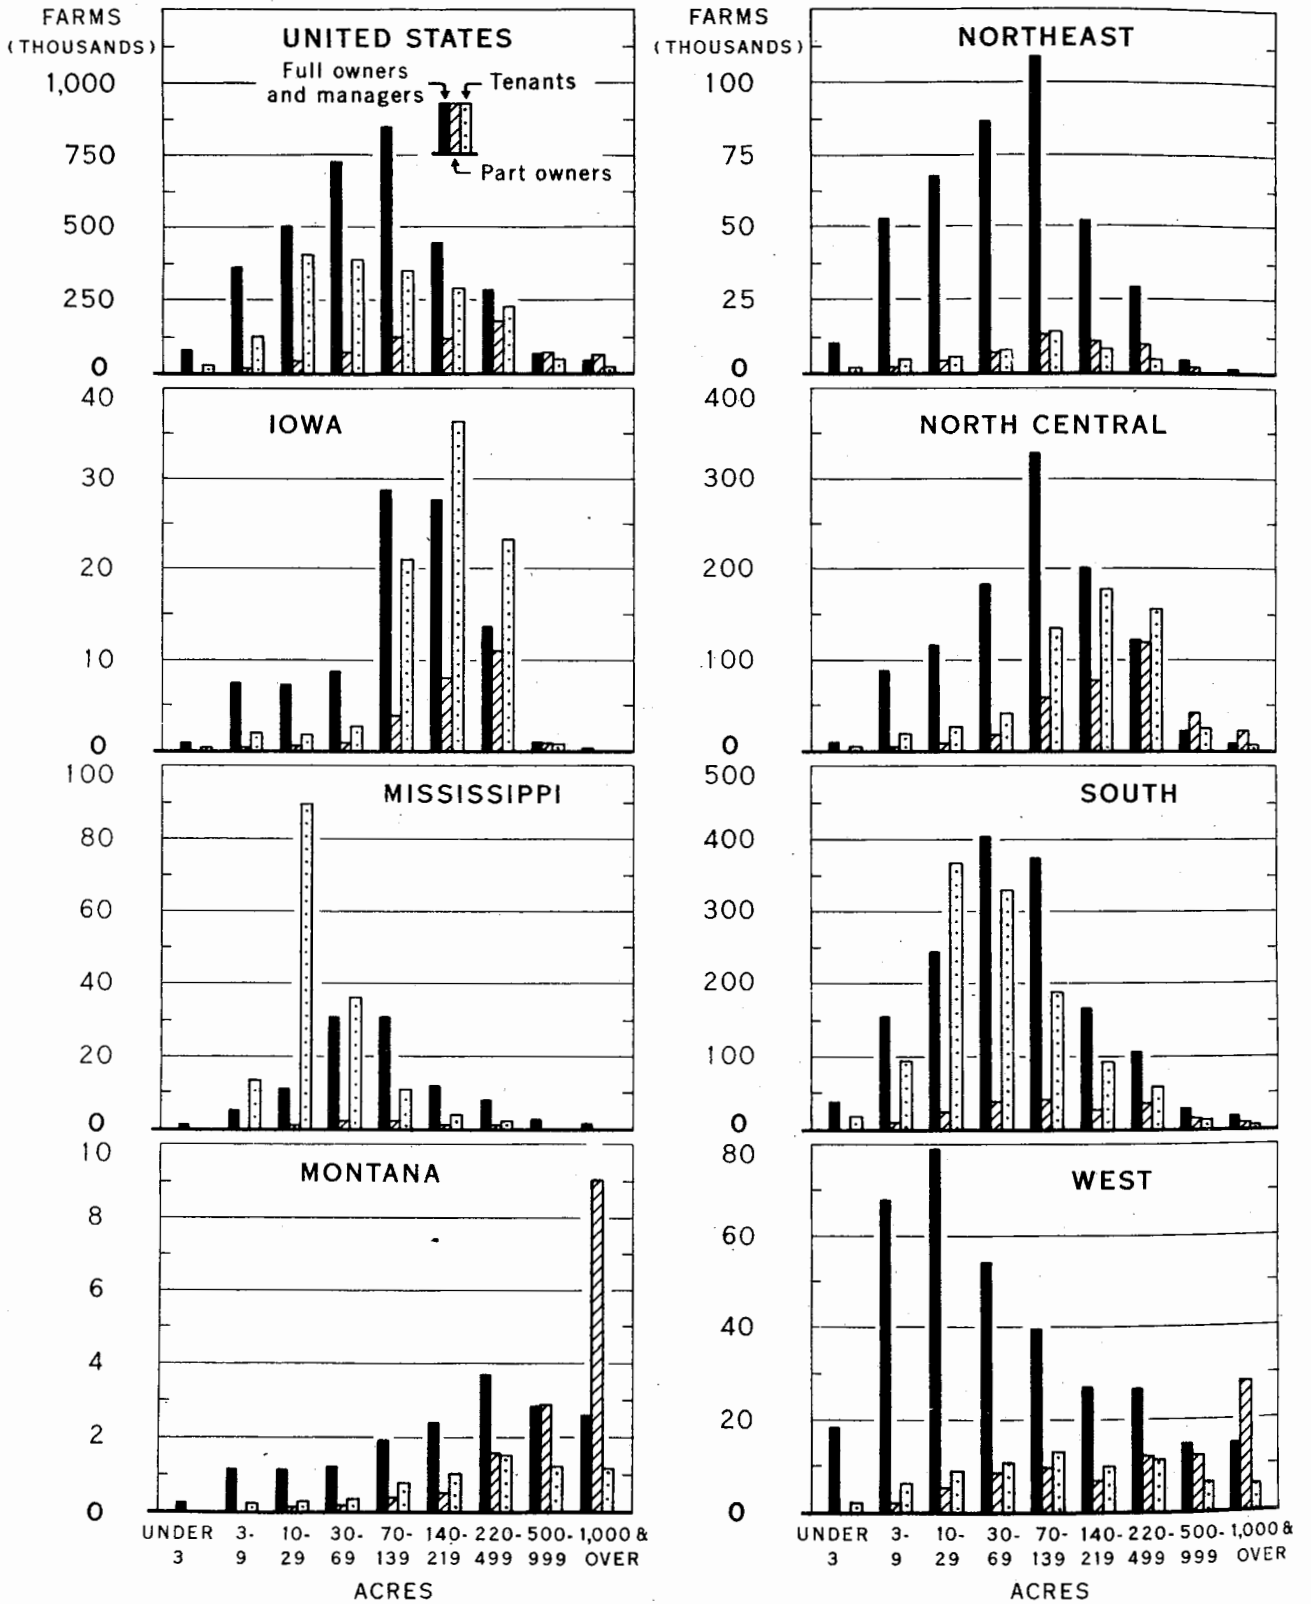 FARMS
(THOUSANDS)
UNITED STATES
Full owners
and managers
Tenants
Part owners
1,000
750
500
250
0
FARMS
(THOUSANDS)
NORTHEAST
100
75
50
25
0
IOWA
40
30
20
10
0
NORTH CENTRAL
400
300
200
100
0
MISSISSIPPI
100
80
60
40
20
0
SOUTH
500
400
300
200
100
0
MONTANA
10
8
6
4
2
0
WEST
80
60
40
20
0
UNDER 3- 10- 30- 70- 140- 220- 500- 1,000 &
3 9 29 69 139 219 499 999 OVER
ACRES
UNDER 3- 10- 30- 70- 140- 220- 500- 1,000 &
3 9 29 69 139 219 499 999 OVER
ACRES